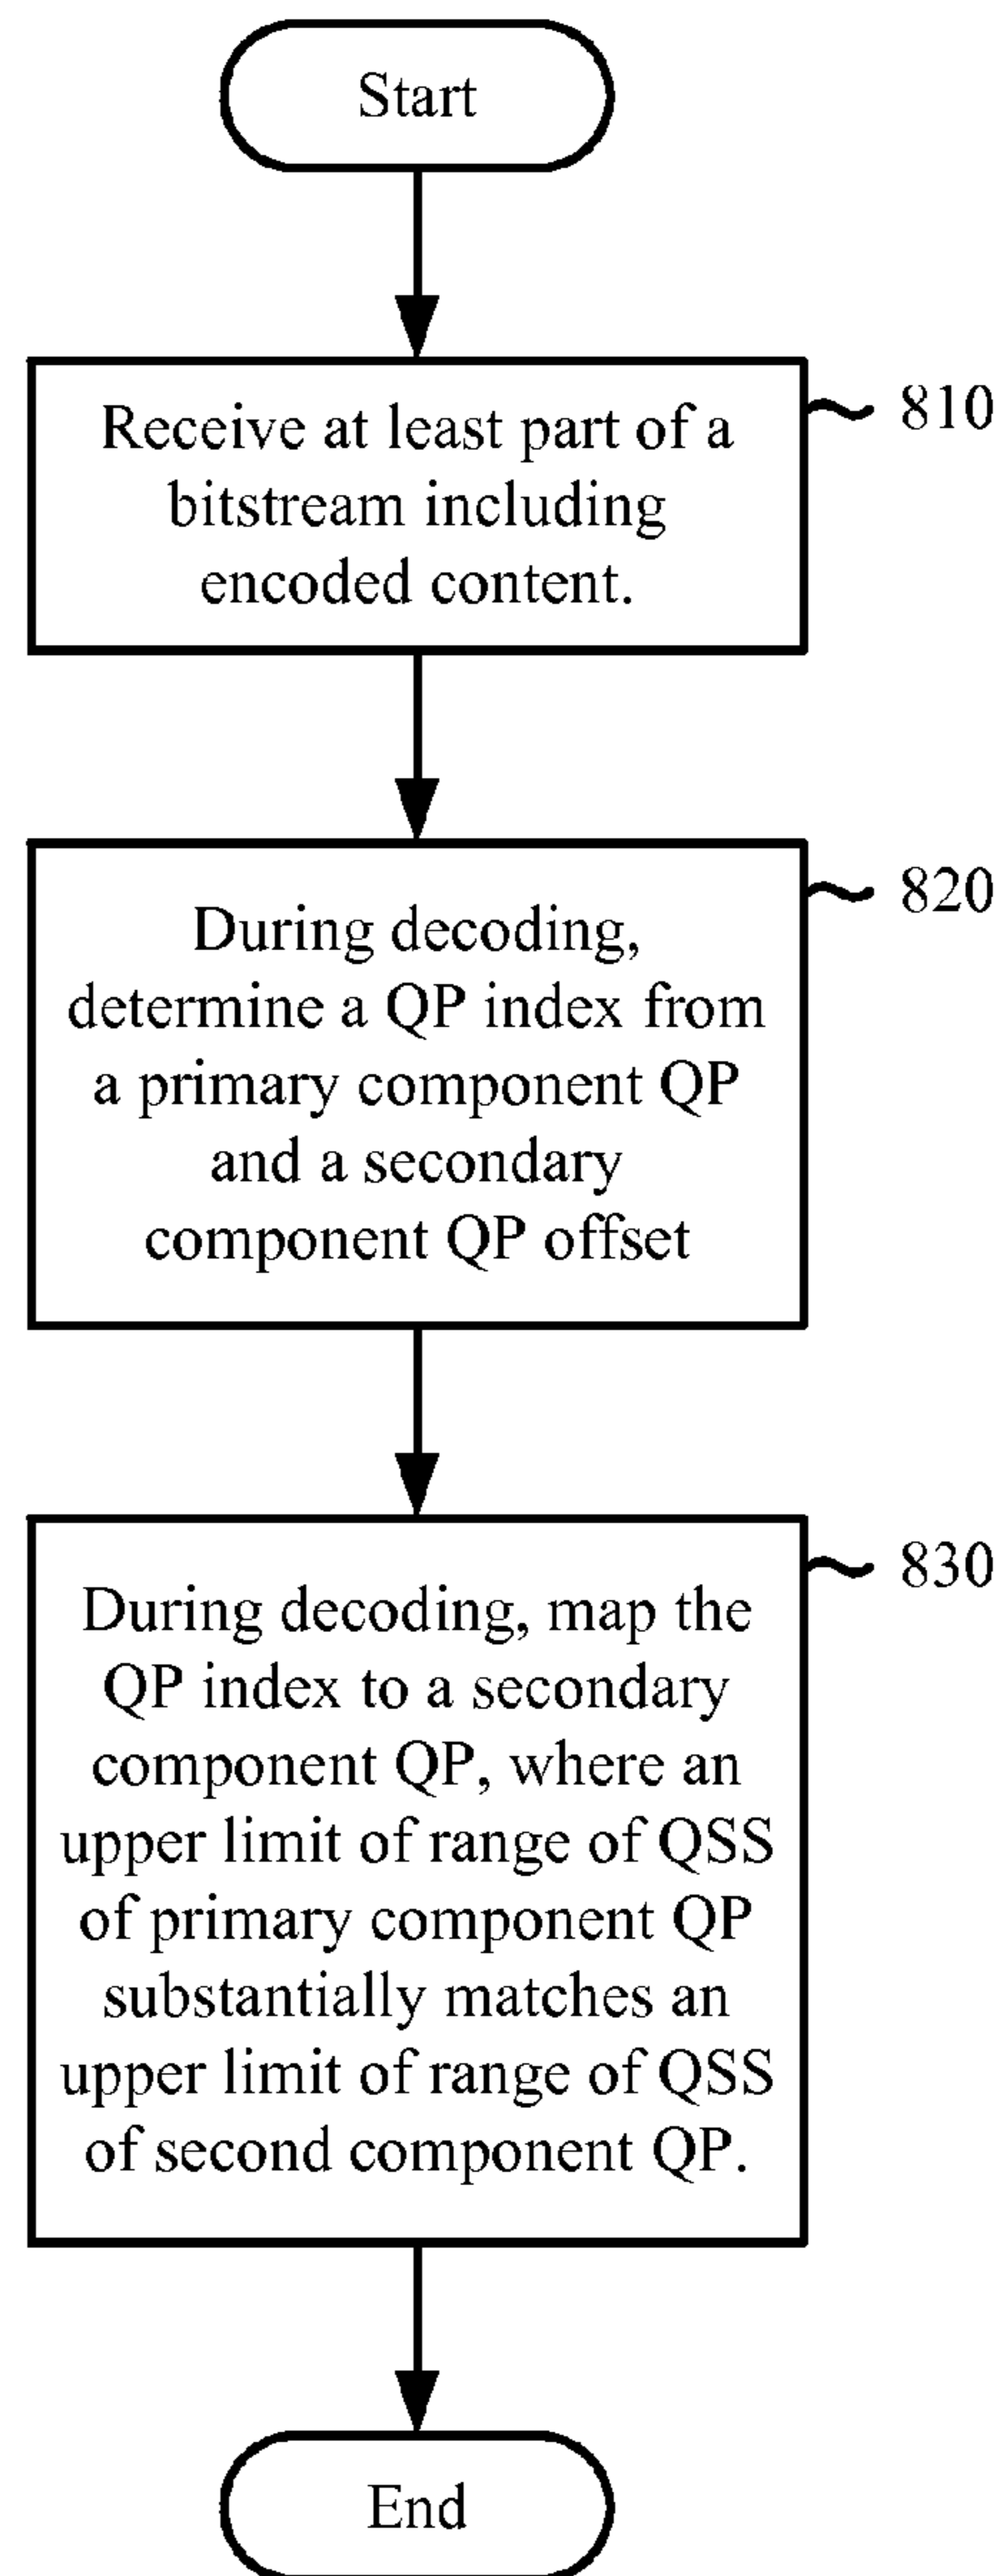 Start
Receive at least part of a
bitstream including
encoded content.
810
During decoding,
determine a QP index from
a primary component QP
and a secondary
component QP offset
820
During decoding, map the
QP index to a secondary
component QP, where an
upper limit of range of QSS
of primary component QP
substantially matches an
upper limit of range of QSS
of second component QP.
830
End